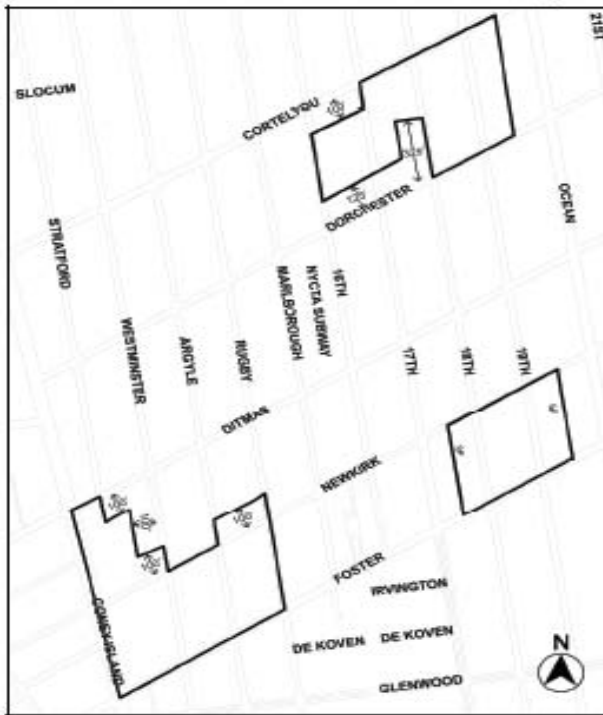 21ST
SLOCUM
CORTELYOU
DORCHESTER
OCEAN
STRATFORD
16TH
NYCTA SUBWAY
MARLBOROUGH
RUGBY
ARGYLE
WESTMINSTER
17TH
18TH
19TH
DITMAS
NEWKIRK
FOSTER
CONEY ISLAND
IRVINGTON
DE KOVEN
DE KOVEN
GLENWOOD
N